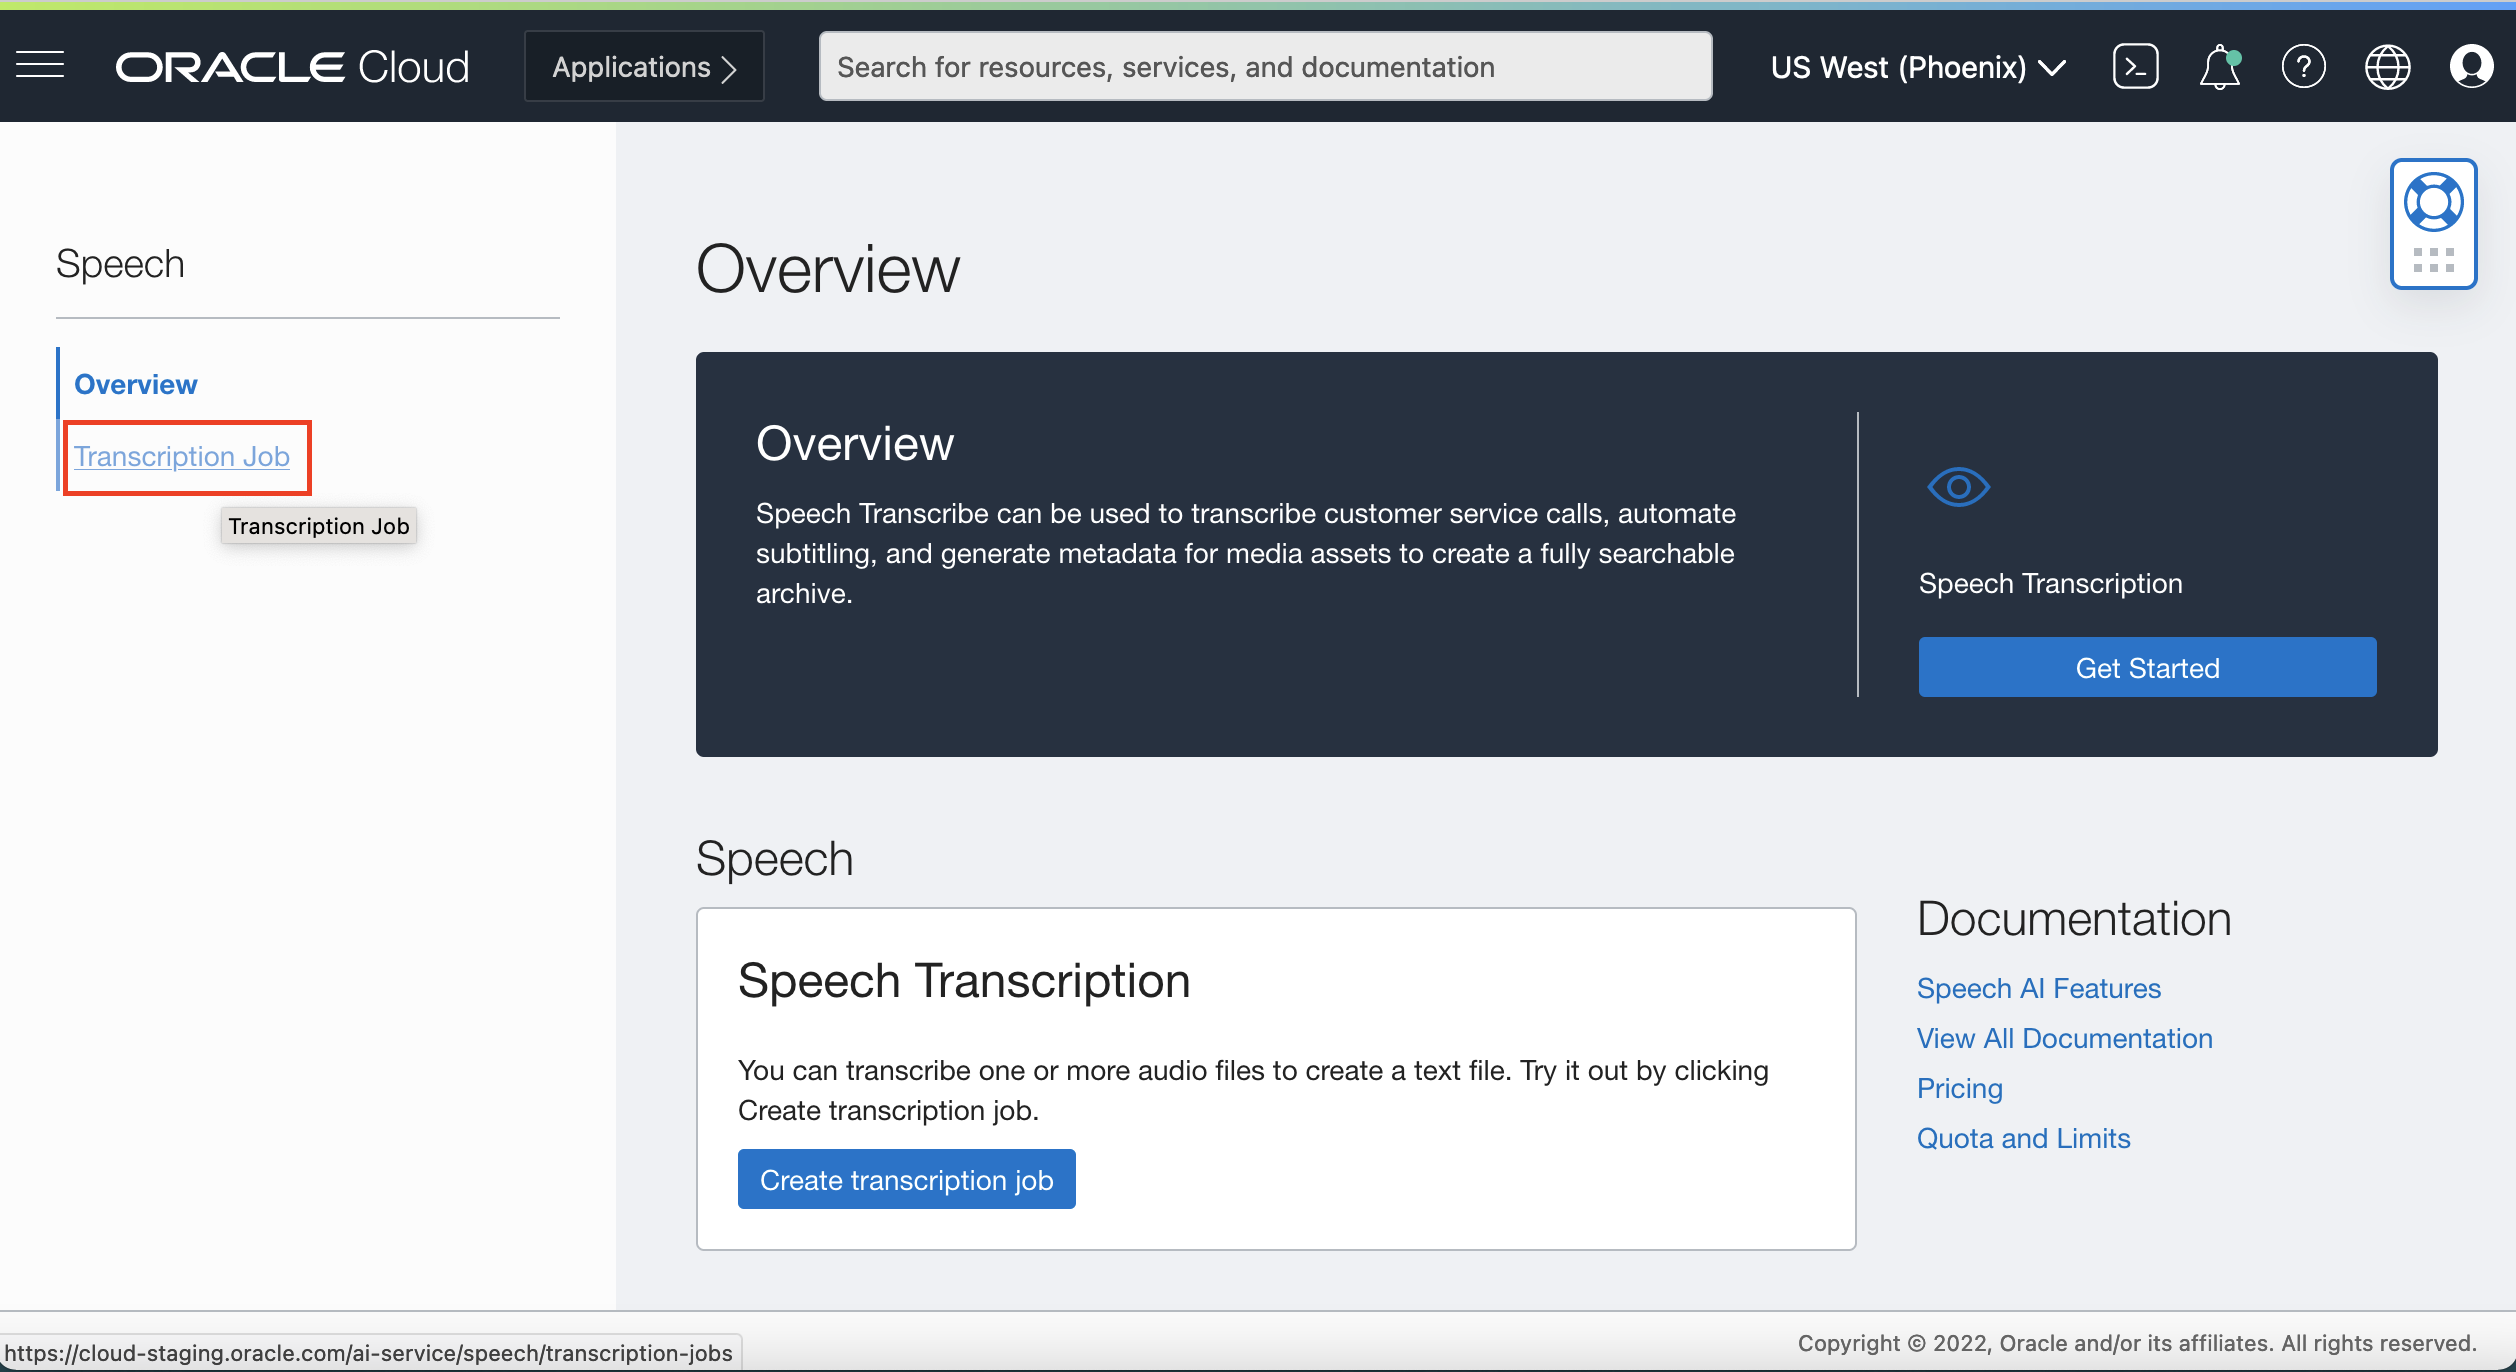 ORACLE Cloud
Applications
Search for resources, services, and documentation
US West (Phoenix)
Speech
Overview
Transcription Job
Transcription Job
Overview
Overview
Speech Transcribe can be used to transcribe customer service calls, automate
subtitling, and generate metadata for media assets to create a fully searchable
archive.
Speech Transcription
Get Started
Speech
Speech Transcription
You can transcribe one or more audio files to create a text file. Try it out by clicking
Create transcription job.
Create transcription job
Documentation
Speech AI Features
View All Documentation
Pricing
Quota and Limits
https://cloud-staging.oracle.com/ai-service/speech/transcription-jobs
Copyright © 2022, Oracle and/or its affiliates. All rights reserved.